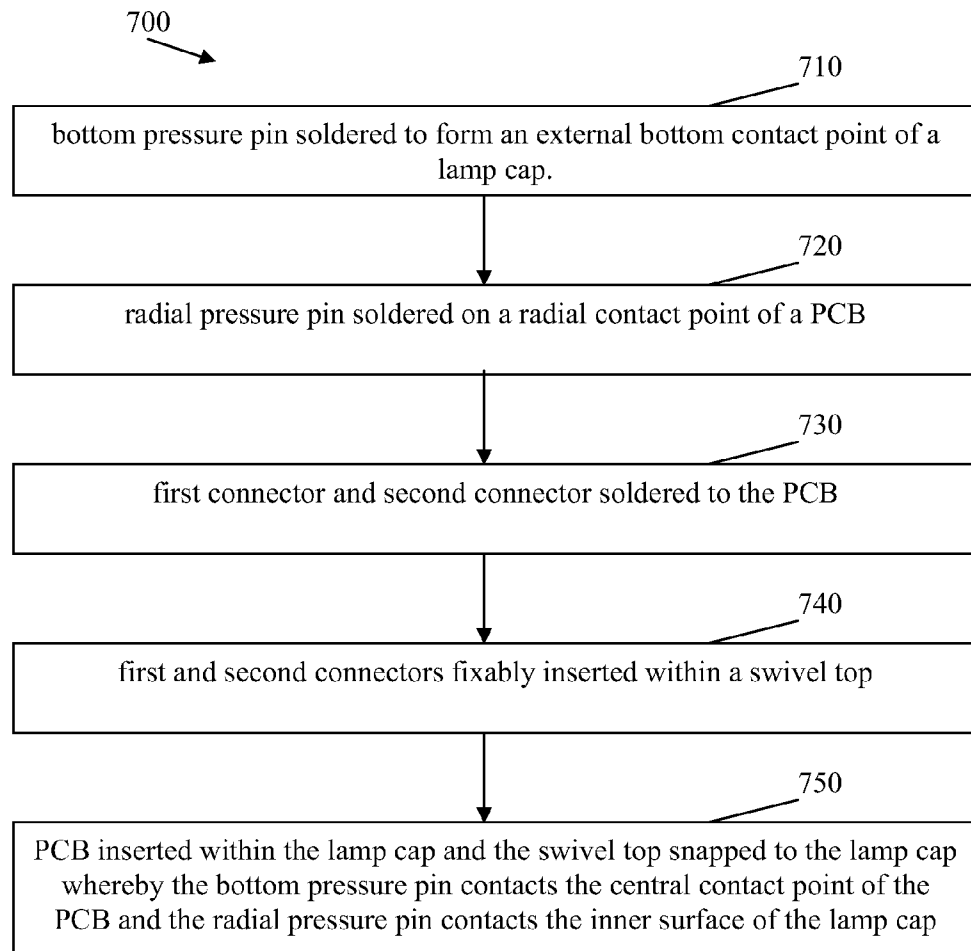 700
710
bottom pressure pin soldered to form an external bottom contact point of a
lamp cap.
720
radial pressure pin soldered on a radial contact point of a PCB
730
first connector and second connector soldered to the PCB
740
first and second connectors fixably inserted within a swivel top
750
PCB inserted within the lamp cap and the swivel top snapped to the lamp cap
whereby the bottom pressure pin contacts the central contact point of the
PCB and the radial pressure pin contacts the inner surface of the lamp cap